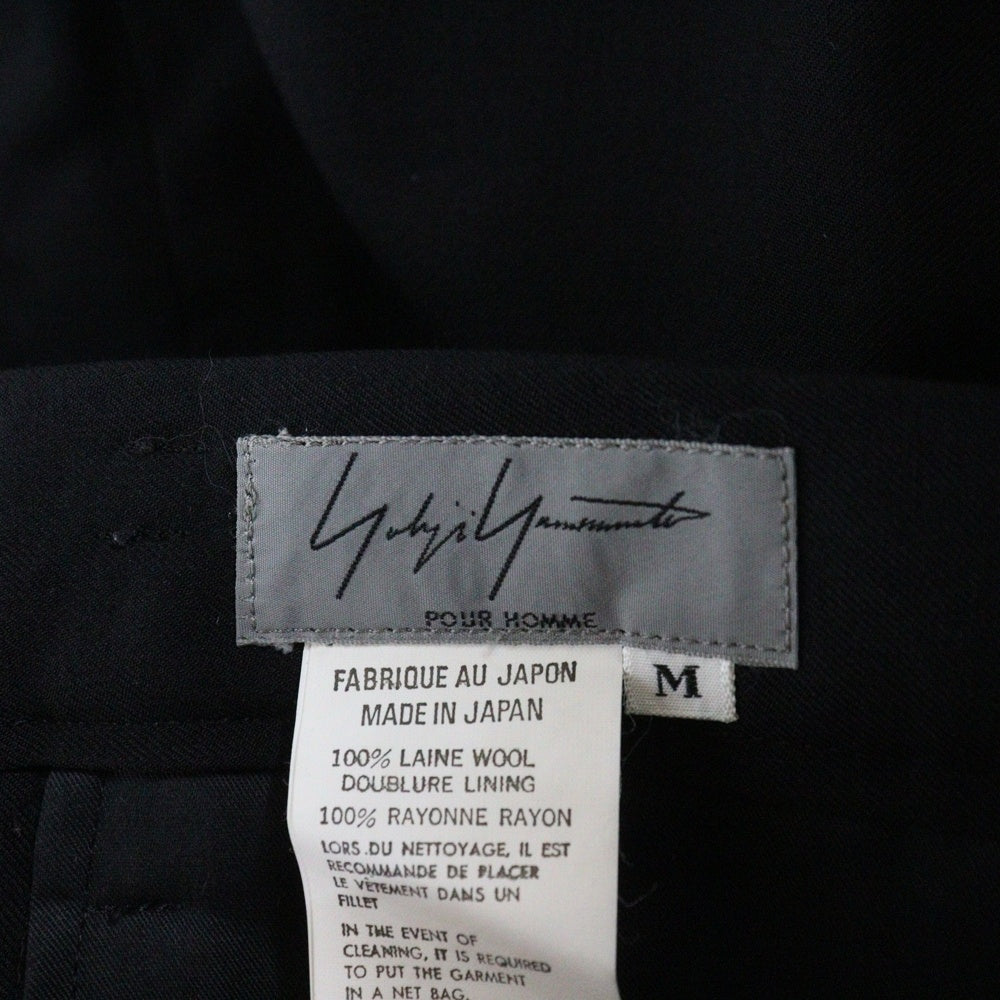 Yohji Yamamoto
POUR HOMME
M
FABRIQUE AU JAPON
MADE IN JAPAN
100% LAINE WOOL
DOUBLURE LINING
100% RAYONNE RAYON
LORS DU NETTOYAGE, IL EST
RECOMMANDE DE PLACER
LE VÊTEMENT DANS UN
FILLET
IN THE EVENT OF
CLEANING, IT IS REQUIRED
TO PUT THE GARMENT
IN A NET BAG.